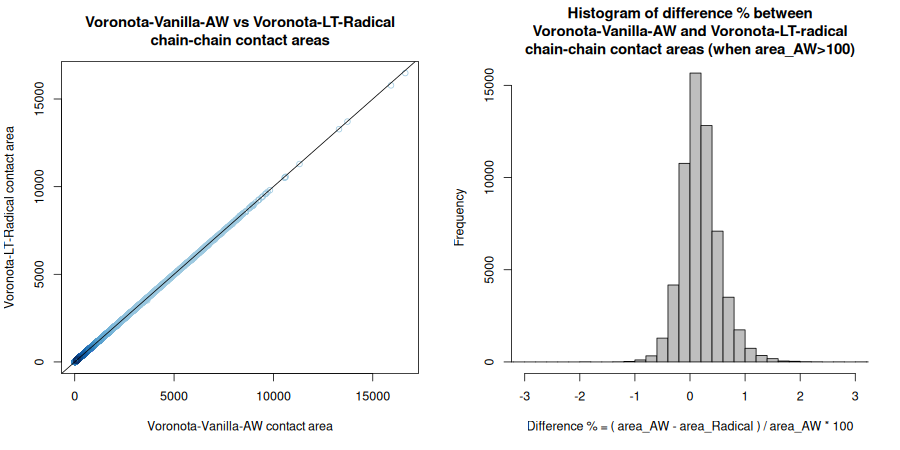 Voronota-Vanilla-AW vs Voronota-LT-Radical
chain-chain contact areas
Voronota-LT-Radical contact area
15000
10000
5000
0
0 5000 10000 15000
Voronota-Vanilla-AW contact area
Histogram of difference % between
Voronota-Vanilla-AW and Voronota-LT-radical
chain-chain contact areas (when area_AW>100)
Frequency
15000
10000
5000
0
-3 -2 -1 0 1 2 3
Difference % = ( area_AW - area_Radical ) / area_AW * 100